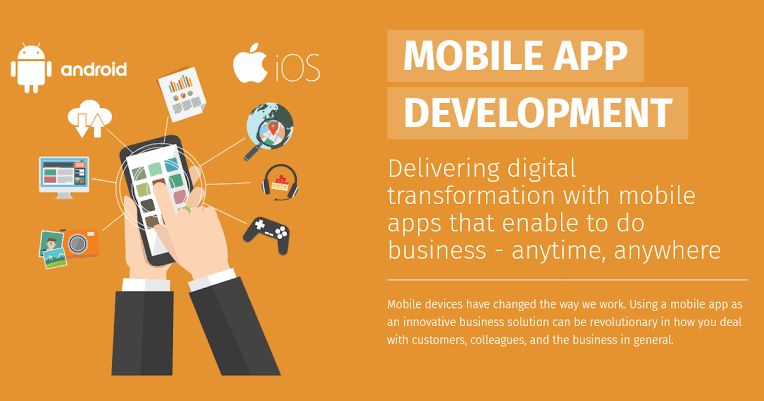 android
iOS
MOBILE APP
DEVELOPMENT
Delivering digital
transformation with mobile
apps that enable to do
business - anytime, anywhere
Mobile devices have changed the way we work. Using a mobile app as
an innovative business solution can be revolutionary in how you deal
with customers, colleagues, and the business in general.